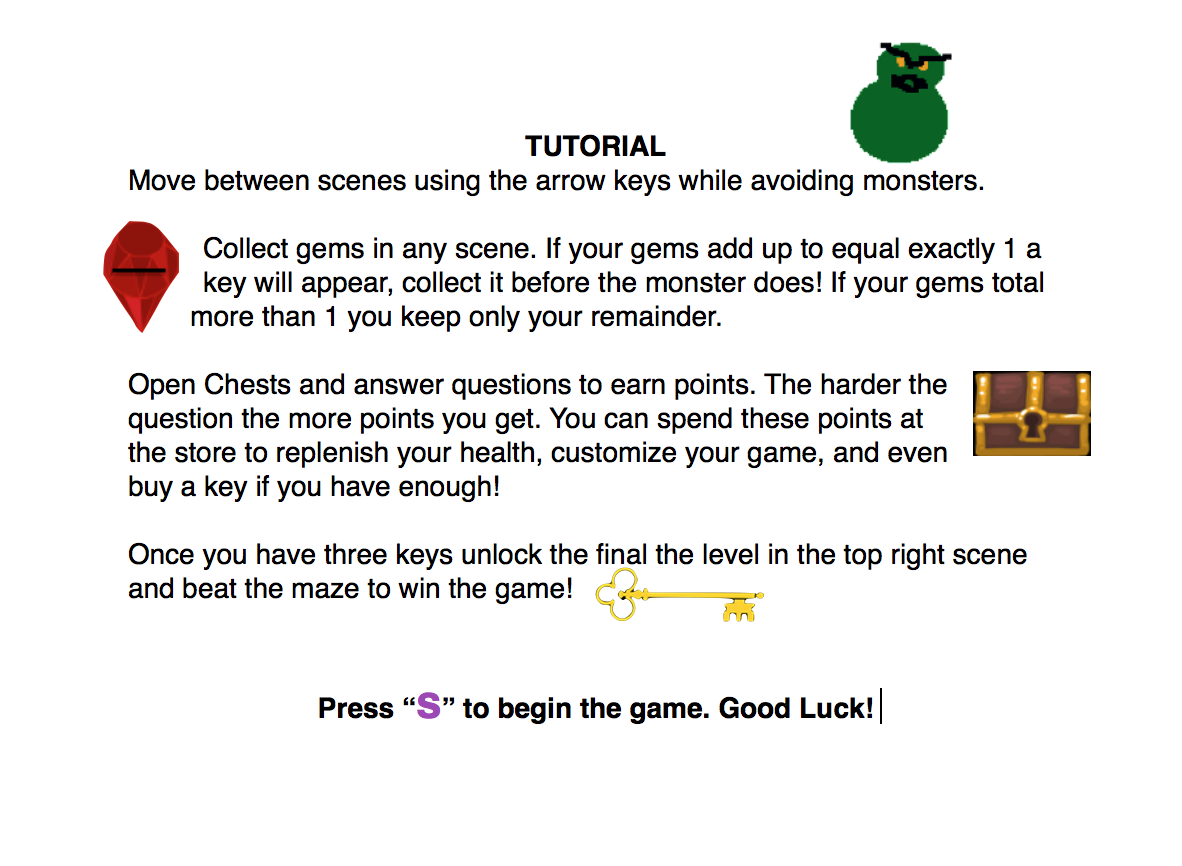 TUTORIAL
Move between scenes using the arrow keys while avoiding monsters.
Collect gems in any scene. If your gems add up to equal exactly 1 a
key will appear, collect it before the monster does! If your gems total
more than 1 you keep only your remainder.
Open Chests and answer questions to earn points. The harder the
question the more points you get. You can spend these points at
the store to replenish your health, customize your game, and even
buy a key if you have enough!
Once you have three keys unlock the final the level in the top right scene
and beat the maze to win the game!
Press “S” to begin the game. Good Luck!